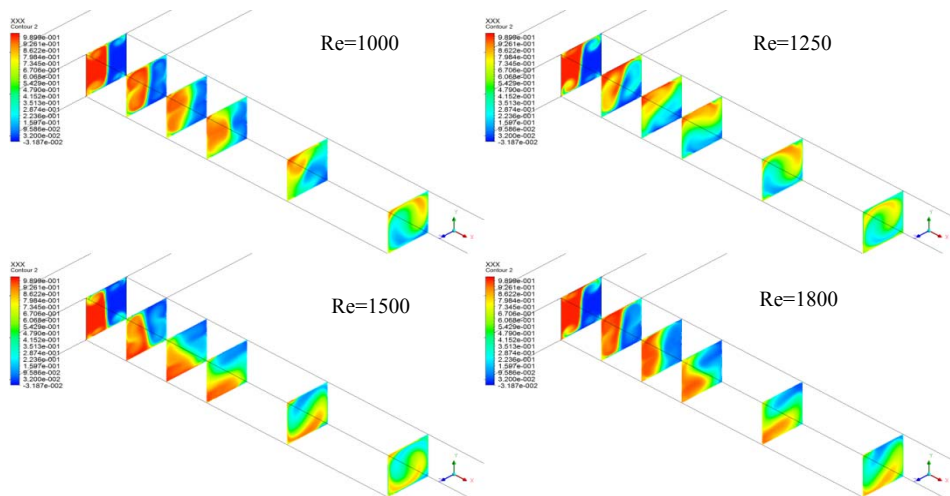 XXX
Contour 2
9.899e-001
9.261e-001
8.622e-001
7.984e-001
7.345e-001
6.706e-001
6.068e-001
5.429e-001
4.790e-001
4.152e-001
3.513e-001
2.874e-001
2.236e-001
1.597e-001
9.586e-002
3.200e-002
-3.187e-002
Re=1000
XXX
Contour 2
9.899e-001
9.261e-001
8.622e-001
7.984e-001
7.345e-001
6.706e-001
6.068e-001
5.429e-001
4.790e-001
4.152e-001
3.513e-001
2.874e-001
2.236e-001
1.597e-001
9.586e-002
3.200e-002
-3.187e-002
Re=1250
XXX
Contour 2
9.899e-001
9.261e-001
8.622e-001
7.984e-001
7.345e-001
6.706e-001
6.068e-001
5.429e-001
4.790e-001
4.152e-001
3.513e-001
2.874e-001
2.236e-001
1.597e-001
9.586e-002
3.200e-002
-3.187e-002
Re=1500
XXX
Contour 2
9.899e-001
9.261e-001
8.622e-001
7.984e-001
7.345e-001
6.706e-001
6.068e-001
5.429e-001
4.790e-001
4.152e-001
3.513e-001
2.874e-001
2.236e-001
1.597e-001
9.586e-002
3.200e-002
-3.187e-002
Re=1800